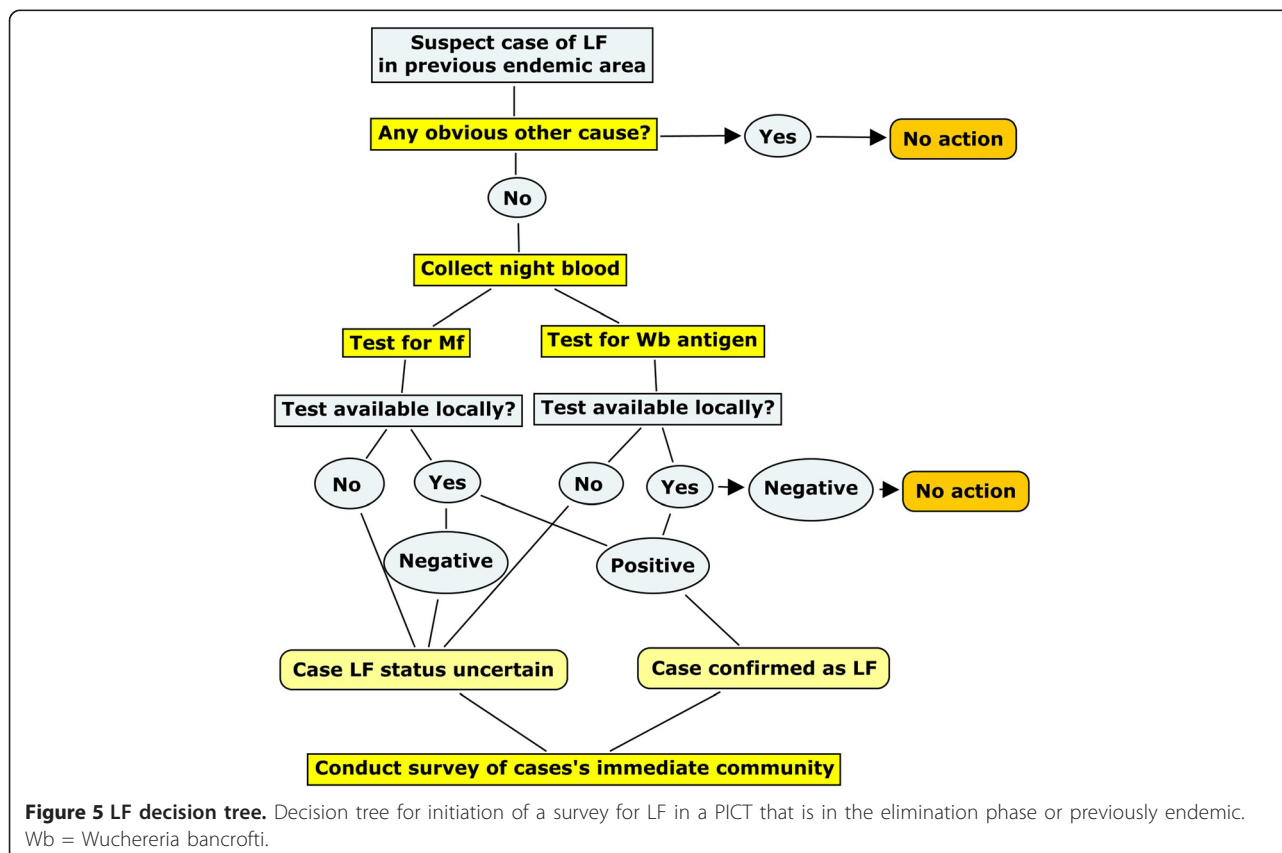 Suspect case of LF
in previous endemic area
Any obvious other cause?
Yes
No action
No
Collect night blood
Test for Mf
Test for Wb antigen
Test available locally?
Test available locally?
No
Yes
No
Yes
Negative
No action
Negative
Positive
Case LF status uncertain
Case confirmed as LF
Conduct survey of cases's immediate community
Figure 5 LF decision tree. Decision tree for initiation of a survey for LF in a PICT that is in the elimination phase or previously endemic.
Wb = Wuchereria bancrofti.